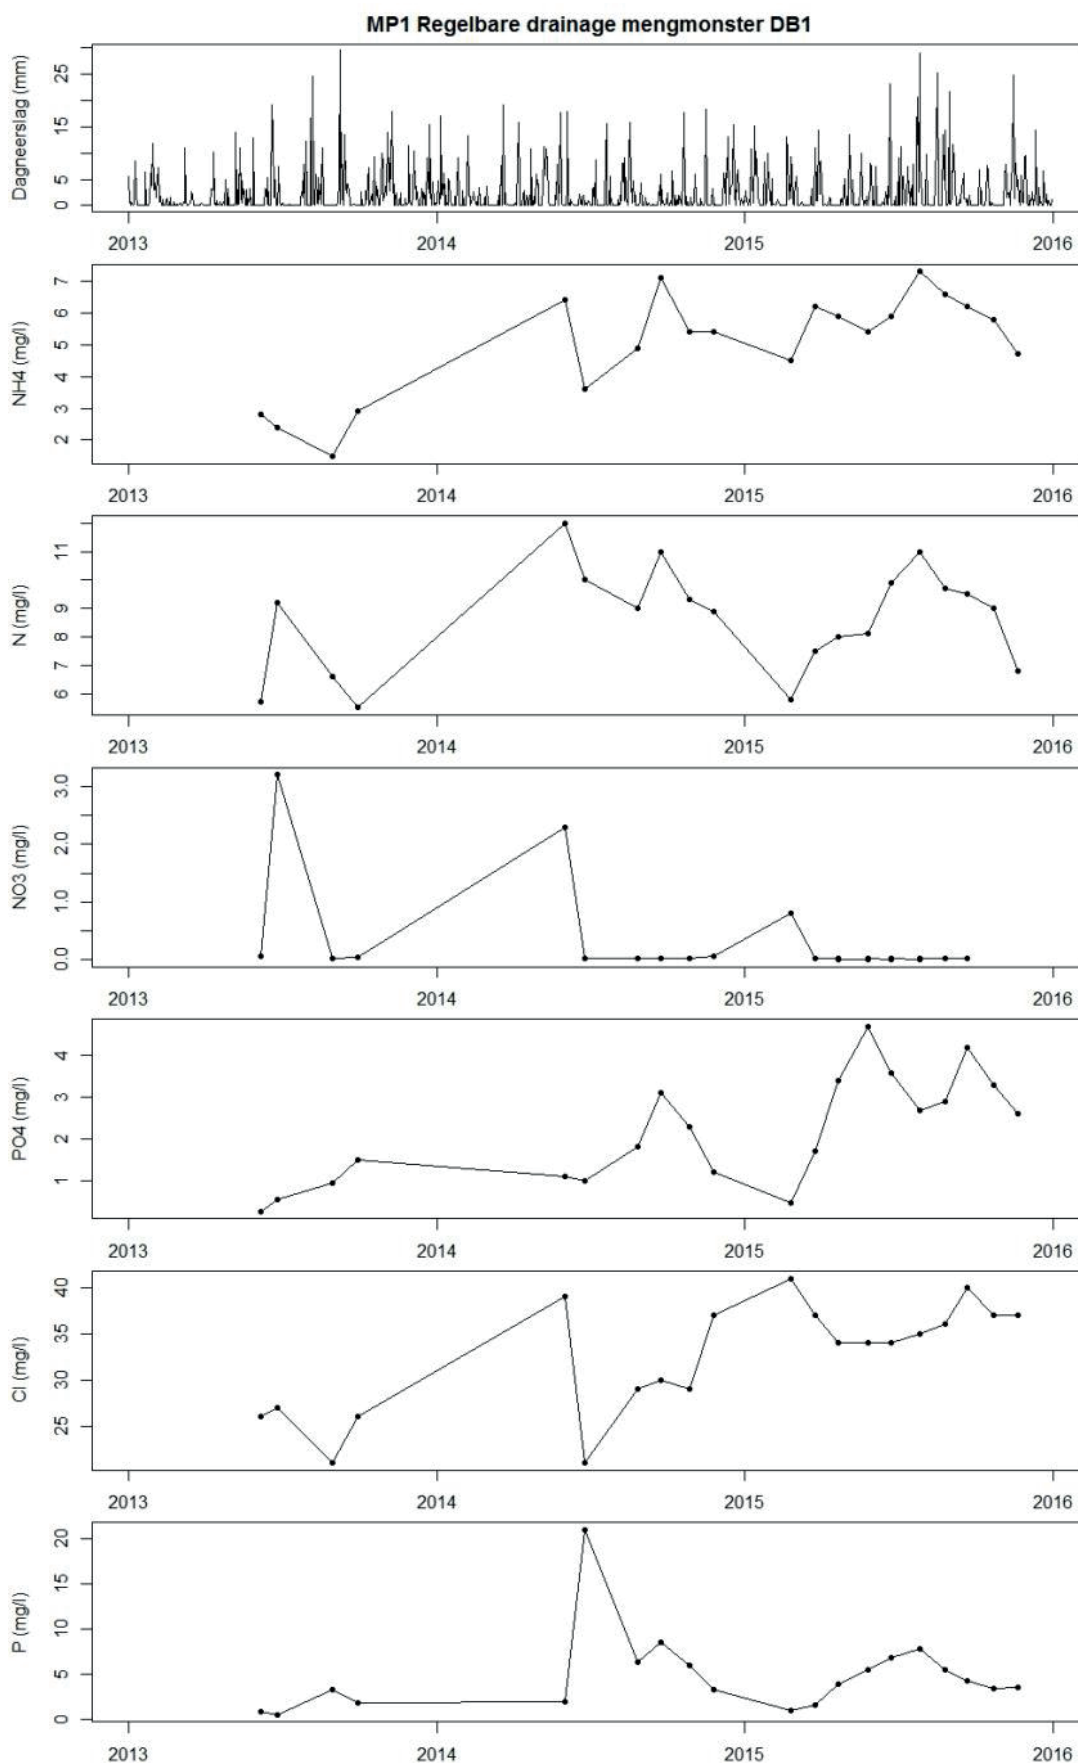 MP1 Regelbare drainage mengmonster DB1
Dagneerslag (mm)
25
15
5
0
2013 2014 2015 2016
NH4 (mg/l)
7
6
5
4
3
2
2013 2014 2015 2016
N (mg/l)
11
9
8
7
6
2013 2014 2015 2016
NO3 (mg/l)
3.0
2.0
1.0
0.0
2013 2014 2015 2016
PO4 (mg/l)
4
3
2
1
2013 2014 2015 2016
Cl (mg/l)
40
35
30
25
2013 2014 2015 2016
P (mg/l)
20
15
10
5
0
2013 2014 2015 2016